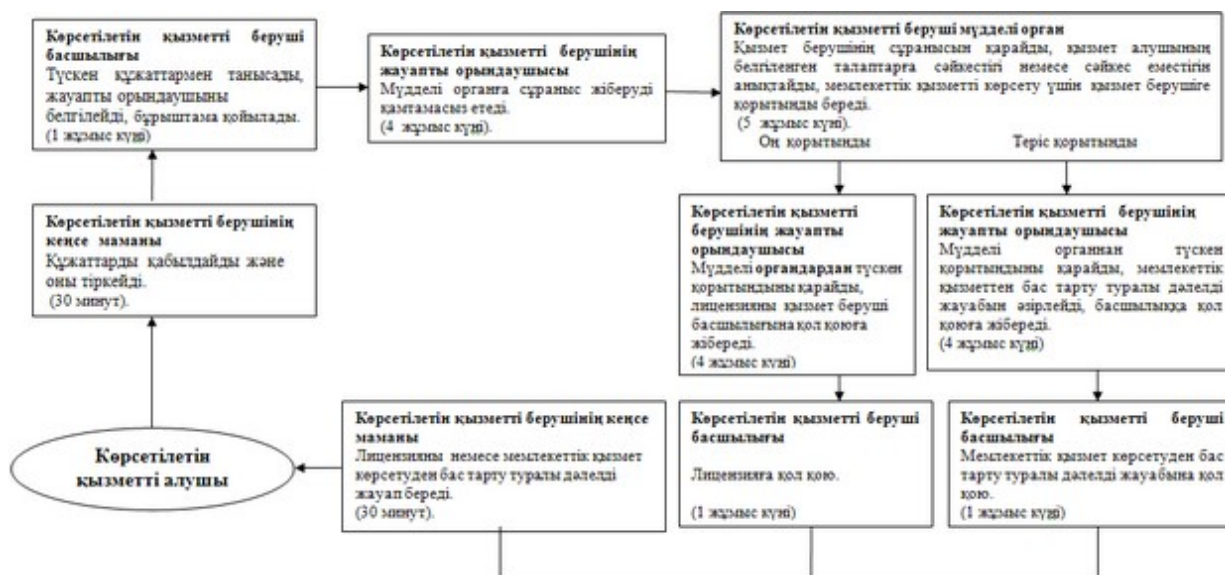 Көрсетілетін қызметті беруші
басшылығы
Түскен құжаттармен танысады,
жауапты орындаушыны
белгілейді, бұрыштама қойылады.
(1 жұмыс күні)
Көрсетілетін қызметті берушінің
жауапты орындаушысы
Мүдделі органға сұраныс жіберуді
қамтамасыз етеді.
(4 жұмыс күні).
Көрсетілетін қызметті беруші мүдделі орган
Қызмет берушінің сұранысын қарайды, қызмет алушының
белгіленген талаптарға сәйкестігі немесе сәйкес еместігін
анықтайды, мемлекеттік қызметті көрсету үшін қызмет берушіге
қорытынды береді.
(5 жұмыс күні).
Оң қорытынды Теріс қорытынды
Көрсетілетін қызметті берушінің
кеңсе маманы
Құжаттарды қабылдайды және
оны тіркейді.
(30 минут).
Көрсетілетін қызметті
берушінің жауапты
орындаушысы
Мүдделі органдардан түскен
қорытындыны қарайды,
лицензияны қызмет беруші
басшылығына қол қоюға
жібереді.
(4 жұмыс күні)
Көрсетілетін қызметті берушінің
жауапты орындаушысы
Мүдделі органнан түскен
қорытындыны қарайды, мемлекеттік
қызметтен бас тарту туралы дәлелді
жауабын әзірлейді, басшылыққа қол
қоюға жібереді.
(4 жұмыс күні)
Көрсетілетін
қызметті алушы
Көрсетілетін қызметті берушінің кеңсе
маманы
Лицензияны немесе мемлекеттік қызмет
көрсетуден бас тарту туралы дәлелді
жауап береді.
(30 минут).
Көрсетілетін қызметті беруші
басшылығы
Лицензияға қол қою.
(1 жұмыс күні)
Көрсетілетін қызметті беруші
басшылығы
Мемлекеттік қызмет көрсетуден бас
тарту туралы дәлелді жауабына қол
қою.
(1 жұмыс күні)